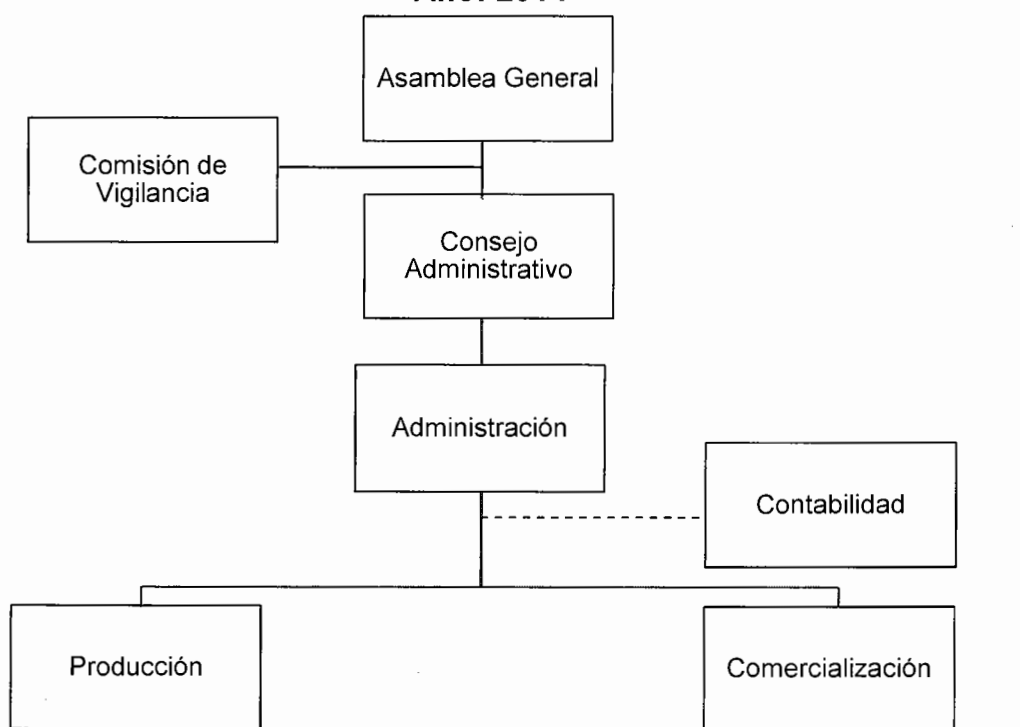 Asamblea General
Comisión de
Vigilancia
Consejo
Administrativo
Administración
Contabilidad
Producción
Comercialización